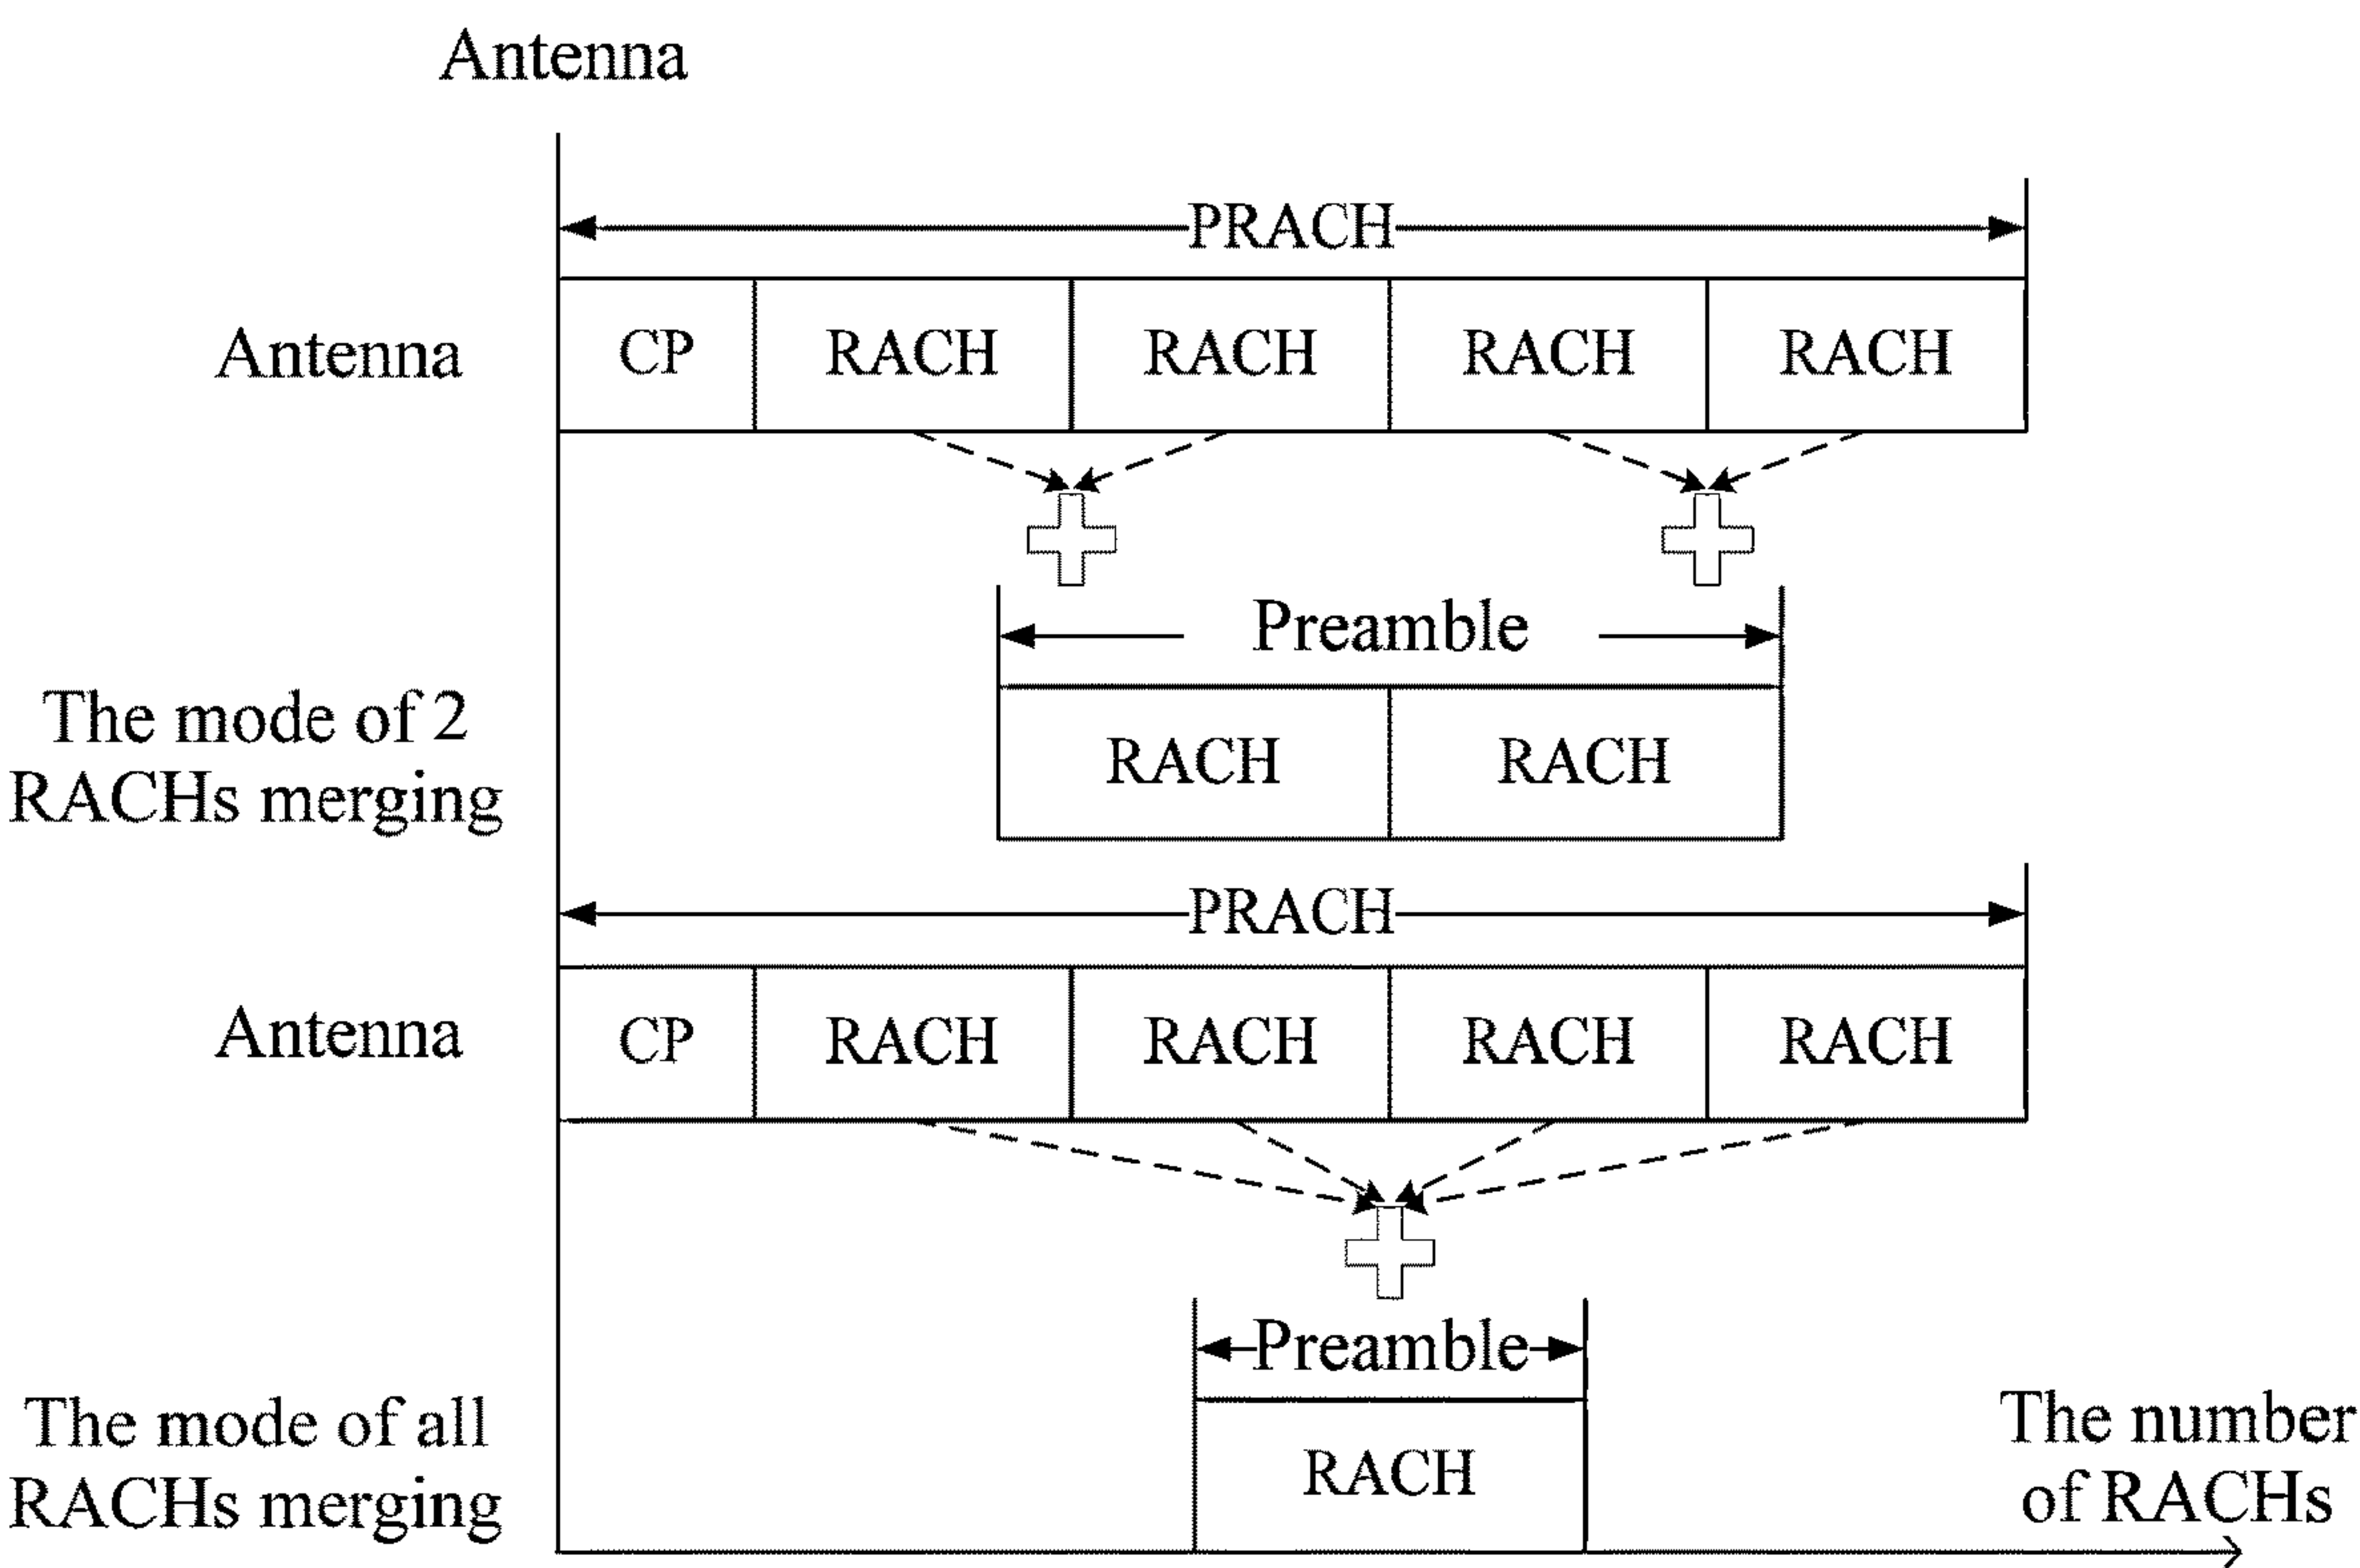 Antenna
PRACH
Antenna
CP
RACH
RACH
RACH
RACH
Preamble
The mode of 2
RACHs merging
RACH
RACH
PRACH
Antenna
CP
RACH
RACH
RACH
RACH
Preamble
The mode of all
RACHs merging
RACH
The number
of RACHs